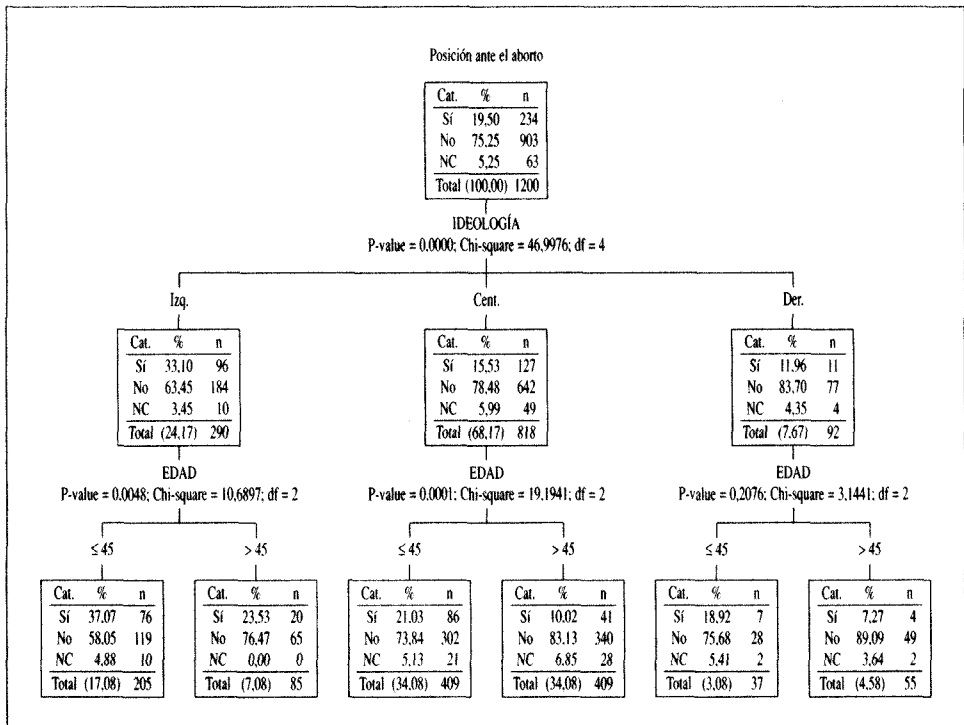 Posición ante el aborto
Cat. % n
Sí 19,50 234
No 75,25 903
NC 5,25 63
Total (100,00) 1200
IDEOLOGÍA
P-value = 0,0000; Chi-square = 46,9976; df = 4
Izq. Cent. Der.
Cat. % n Cat. % n Cat. % n
Sí 33,10 96 Sí 15,53 127 Sí 11,96 11
No 63,45 184 No 78,48 642 No 83,70 77
NC 3,45 10 NC 5,99 49 NC 4,35 4
Total (24,17) 290 Total (68,17) 818 Total (7,67) 92
EDAD EDAD EDAD
P-value = 0,0048; Chi-square = 10,6897; df = 2 P-value = 0,0001; Chi-square = 19,1941; df = 2 P-value = 0,2076; Chi-square = 3,1441; df = 2
≤ 45 > 45 ≤ 45 > 45 ≤ 45 > 45
Cat. % n Cat. % n Cat. % n Cat. % n Cat. % n Cat. % n
Sí 37,07 76 Sí 23,53 20 Sí 21,03 86 Sí 10,02 41 Sí 18,92 7 Sí 7,27 4
No 58,05 119 No 76,47 65 No 73,84 302 No 83,13 340 No 75,68 28 No 89,09 49
NC 4,88 10 NC 0,00 0 NC 5,13 21 NC 6,85 28 NC 5,41 2 NC 3,64 2
Total (17,08) 205 Total (7,08) 85 Total (34,08) 409 Total (34,08) 409 Total (3,08) 37 Total (4,58) 55